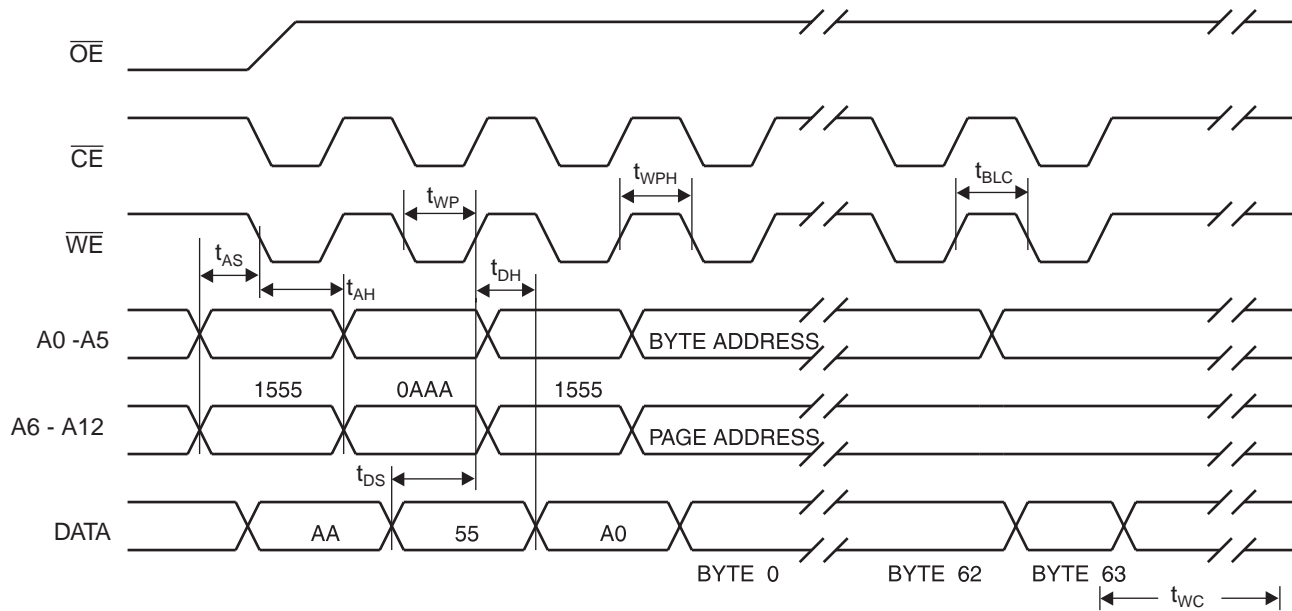 OE
CE
tWPH
tBLC
tWP
WE
tAS
tDH
tAH
A0 -A5
BYTE ADDRESS
1555
0AAA
1555
A6 - A12
PAGE ADDRESS
tDS
DATA
AA
55
A0
BYTE 0
BYTE 62
BYTE 63
tWC